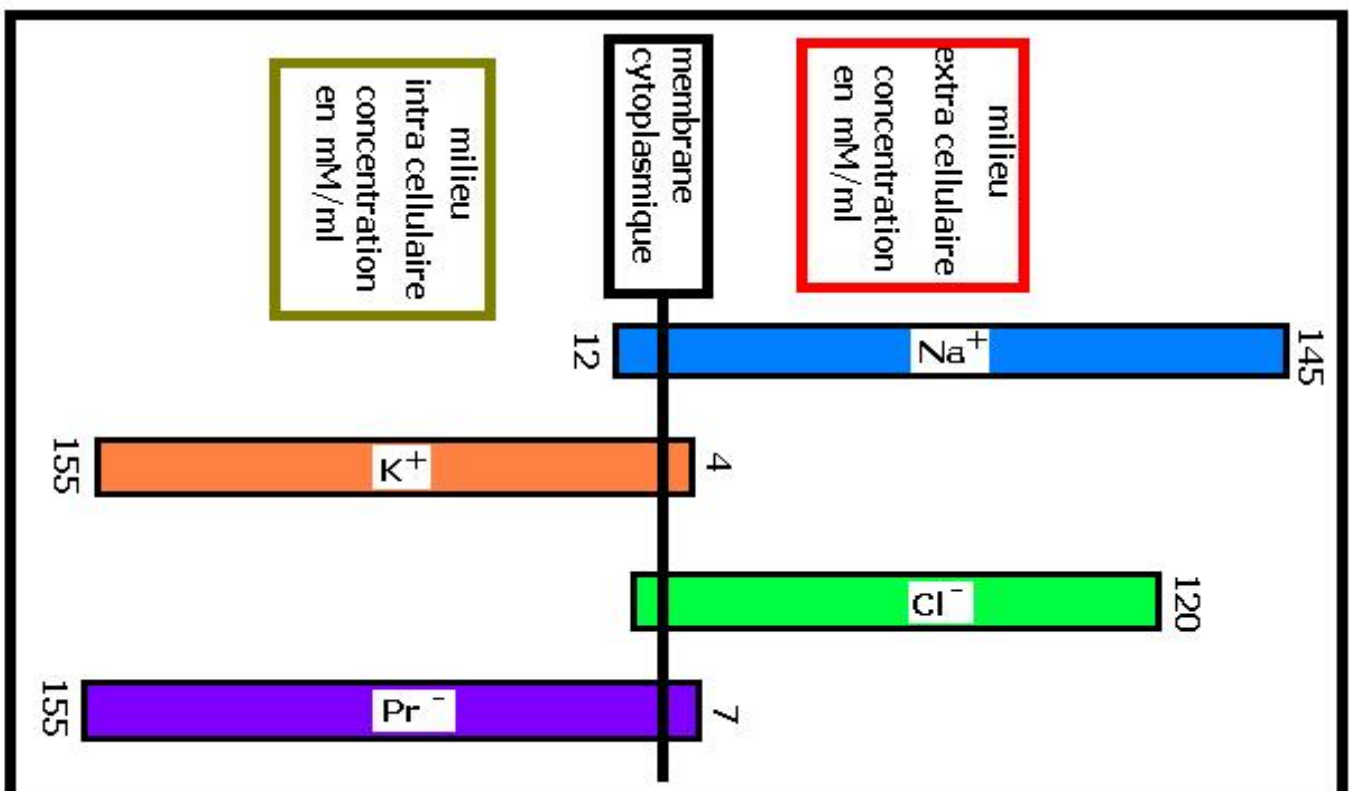 milieu
intra cellulaire
concentration
en mM/ml
membrane
cytoplasmique
milieu
extra cellulaire
concentration
en mM/ml
12
Na⁺
145
155
K⁺
4
Cl⁻
120
155
Pr⁻
7